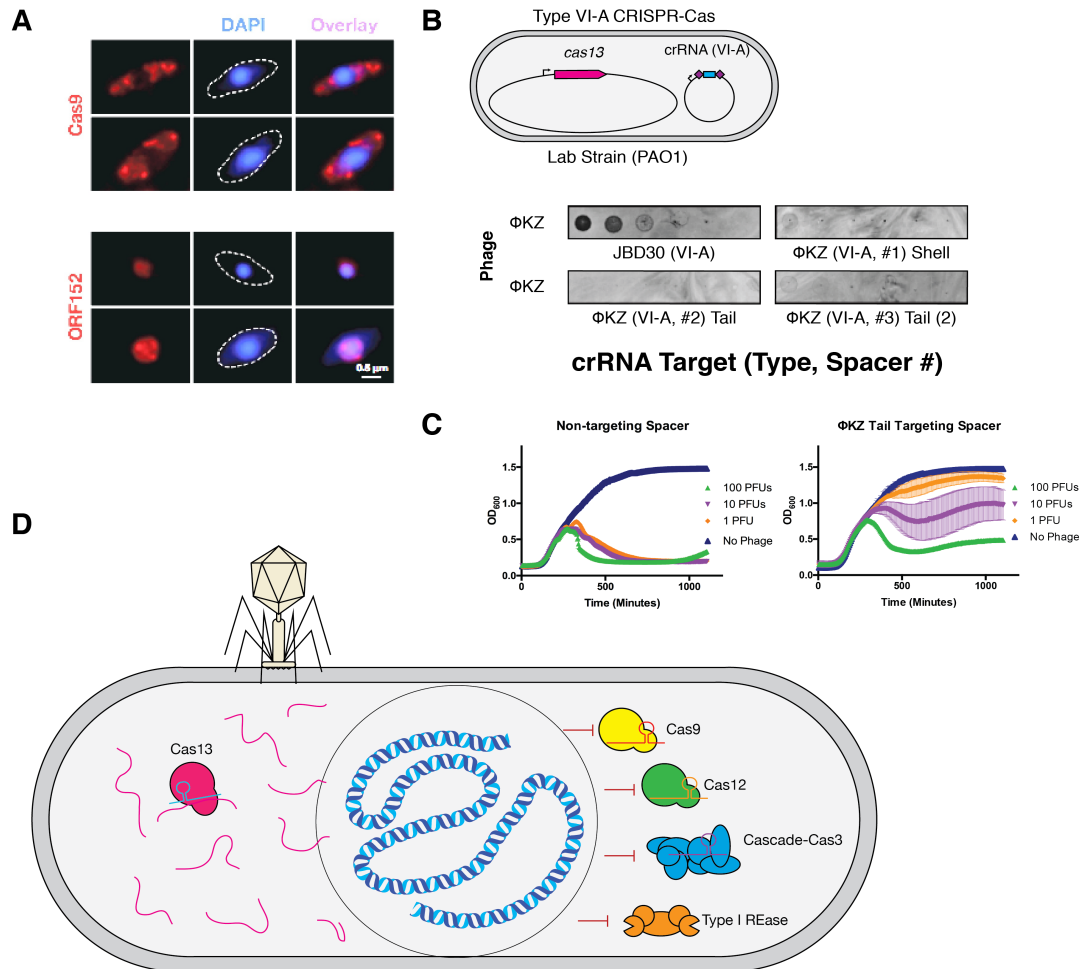 A
DAPI
Overlay
Cas9
ORF152
0.5 μm
B
Type VI-A CRISPR-Cas
cas13
crRNA (VI-A)
Lab Strain (PAO1)
Phage
ΦKZ
JBD30 (VI-A)
ΦKZ (VI-A, #1) Shell
ΦKZ
ΦKZ (VI-A, #2) Tail
ΦKZ (VI-A, #3) Tail (2)
crRNA Target (Type, Spacer #)
C
Non-targeting Spacer
OD600
1.5
1.0
0.5
0.0
0
500
1000
Time (Minutes)
100 PFUs
10 PFUs
1 PFU
No Phage
ΦKZ Tail Targeting Spacer
OD600
1.5
1.0
0.5
0.0
0
500
1000
Time (Minutes)
100 PFUs
10 PFUs
1 PFU
No Phage
D
Cas13
Cas9
Cas12
Cascade-Cas3
Type I REase